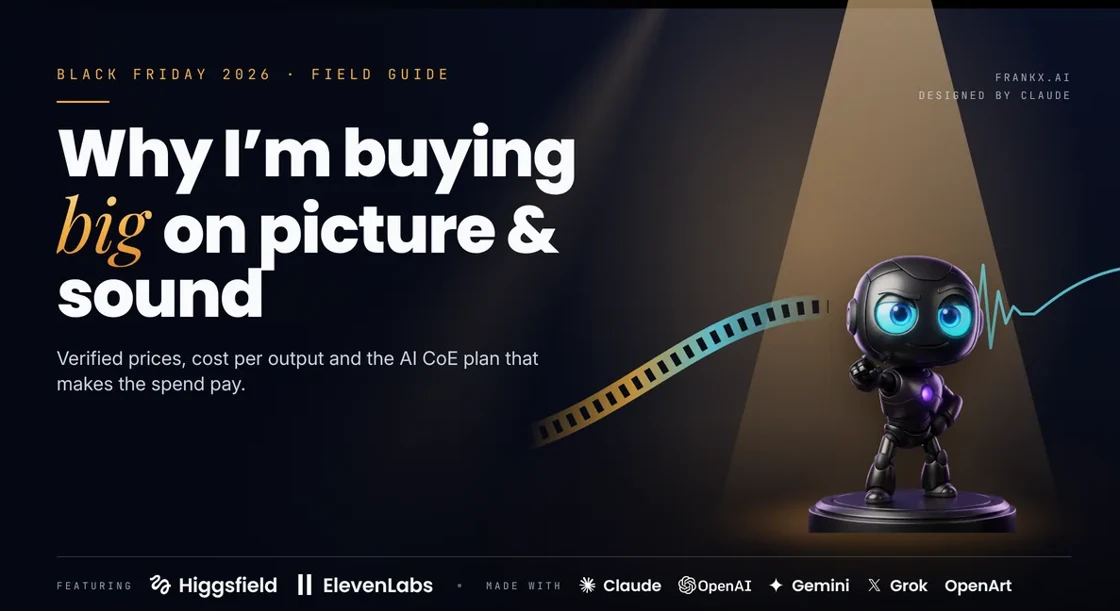 BLACK FRIDAY 2026 · FIELD GUIDE
FRANKX.AI
DESIGNED BY CLAUDE
Why I’m buying
big on picture &
sound
Verified prices, cost per output and the AI CoE plan that
makes the spend pay.
FEATURING Higgsfield ElevenLabs • MADE WITH Claude OpenAI Gemini Grok OpenArt